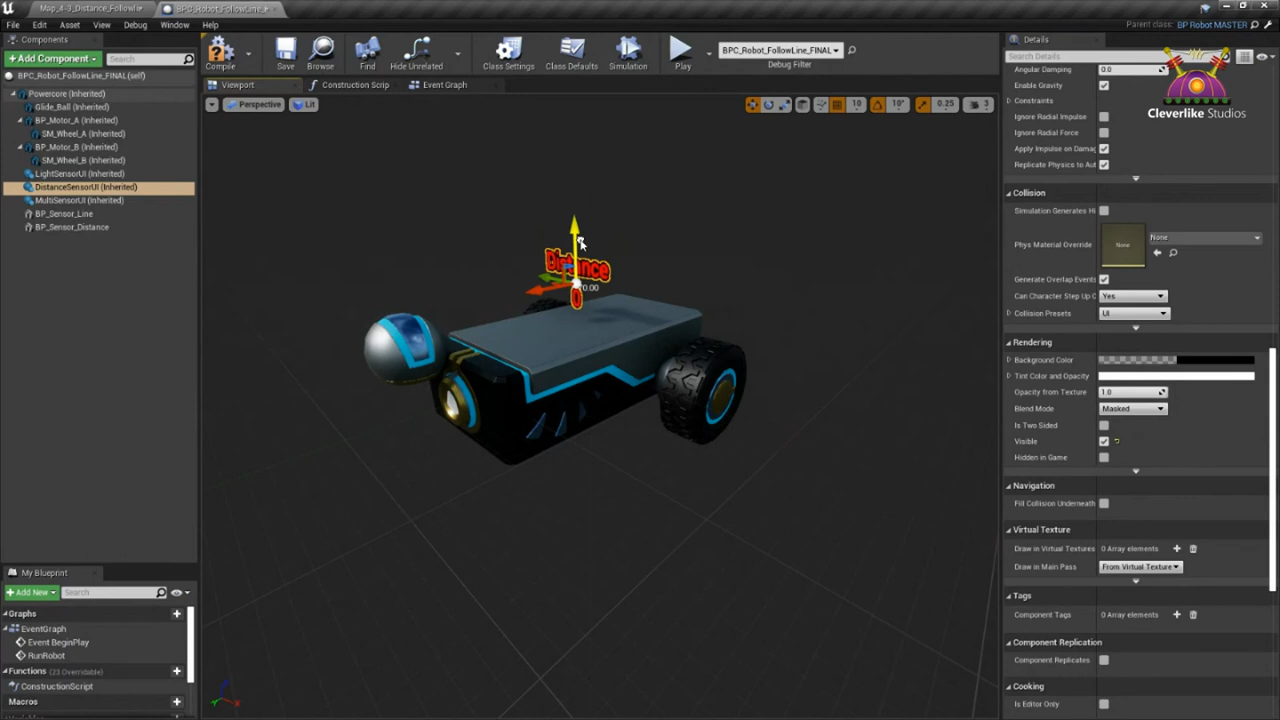 Map_4-3_Distance_Followlin
BPC_Robot_FollowLine_
File Edit Asset View Debug Window Help
Parent class: BP Robot MASTER
Components
Details
+ Add Component
Search
Compile Save Browse Find Hide Unrelated Class Settings Class Defaults Simulation Play
BPC_Robot_FollowLine_FINAL
Debug Filter
Search Details
BPC_Robot_FollowLine_FINAL(self)
Viewport Construction Scrip Event Graph
Perspective Lit
10 10° 0.25 3
Powercore (Inherited)
Glide_Ball (Inherited)
BP_Motor_A (Inherited)
SM_Wheel_A (Inherited)
BP_Motor_B (Inherited)
SM_Wheel_B (Inherited)
LightSensorUI (Inherited)
DistanceSensorUI (Inherited)
MultiSensorUI (Inherited)
BP_Sensor_Line
BP_Sensor_Distance
Distance
0
Cleverlike Studios
Angular Damping 0.0
Enable Gravity
Constraints
Ignore Radial Impulse
Ignore Radial Force
Apply Impulse on Damag
Replicate Physics to Aut
Collision
Simulation Generates Hi
Phys Material Override None None
Generate Overlap Events
Can Character Step Up C Yes
Collision Presets UI
Rendering
Background Color
Tint Color and Opacity
Opacity from Texture 1.0
Blend Mode Masked
Is Two Sided
Visible
Hidden in Game
Navigation
Fill Collision Underneath
Virtual Texture
Draw in Virtual Textures 0 Array elements
Draw in Main Pass From Virtual Texture
Tags
Component Tags 0 Array elements
Component Replication
Component Replicates
Cooking
Is Editor Only
My Blueprint
+ Add New Search
Graphs
EventGraph
Event BeginPlay
RunRobot
Functions (23 Overridable)
ConstructionScript
Macros